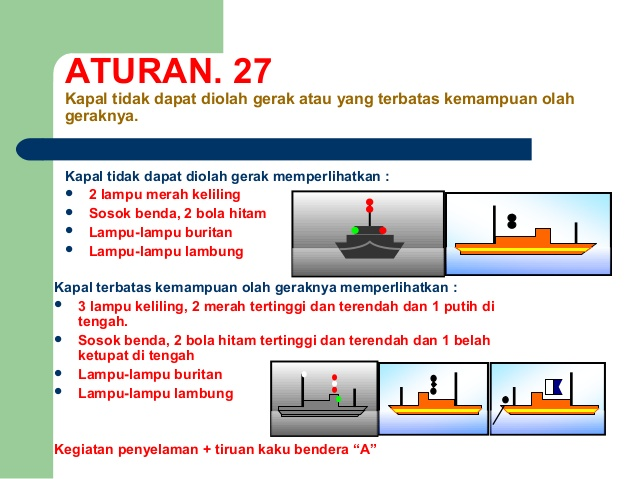 ATURAN. 27
Kapal tidak dapat diolah gerak atau yang terbatas kemampuan olah
geraknya.
Kapal tidak dapat diolah gerak memperlihatkan :
2 lampu merah keliling
Sosok benda, 2 bola hitam
Lampu-lampu buritan
Lampu-lampu lambung
Kapal terbatas kemampuan olah geraknya memperlihatkan :
3 lampu keliling, 2 merah tertinggi dan terendah dan 1 putih di
tengah.
Sosok benda, 2 bola hitam tertinggi dan terendah dan 1 belah
ketupat di tengah
Lampu-lampu buritan
Lampu-lampu lambung
Kegiatan penyelaman + tiruan kaku bendera “A”